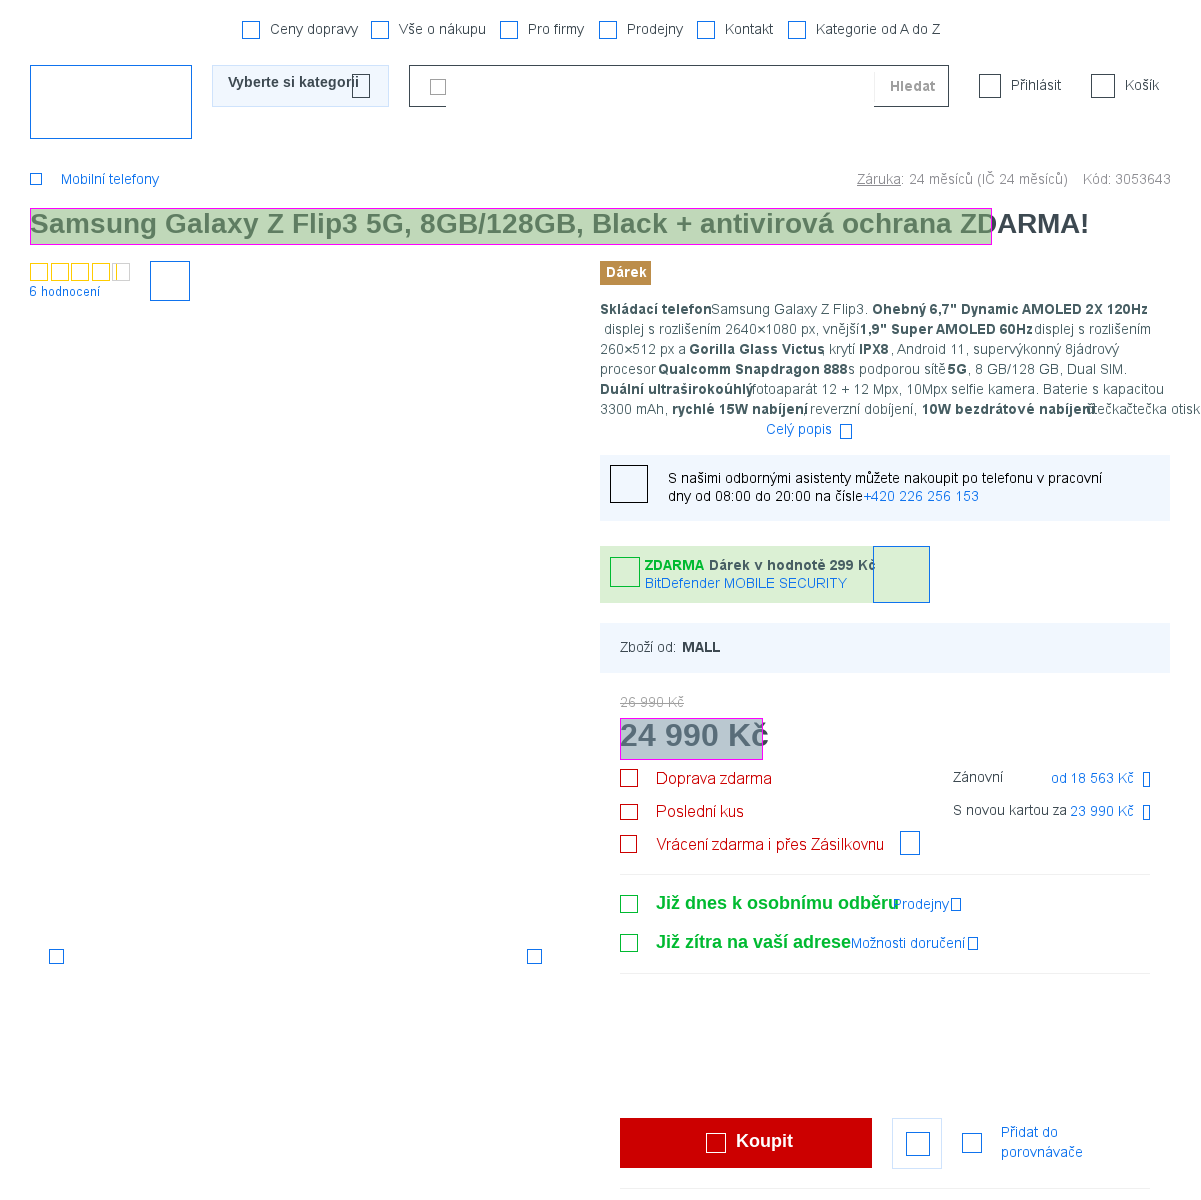 Ceny dopravy Vše o nákupu Pro firmy Prodejny Kontakt Kategorie od A do Z
Vyberte si kategorii Hledat Přihlásit Košík
Mobilní telefony Záruka: 24 měsíců (IČ 24 měsíců) Kód: 3053643
Samsung Galaxy Z Flip3 5G, 8GB/128GB, Black + antivirová ochrana ZDARMA!
6 hodnocení
Dárek
Skládací telefon Samsung Galaxy Z Flip3. Ohebný 6,7" Dynamic AMOLED 2X 120Hz
displej s rozlišením 2640×1080 px, vnější 1,9" Super AMOLED 60Hz displej s rozlišením
260×512 px a Gorilla Glass Victus, krytí IPX8, Android 11, supervýkonný 8jádrový
procesor Qualcomm Snapdragon 888 s podporou sítě 5G, 8 GB/128 GB, Dual SIM.
Duální ultraširokoúhlý fotoaparát 12 + 12 Mpx, 10Mpx selfie kamera. Baterie s kapacitou
3300 mAh, rychlé 15W nabíjení, reverzní dobíjení, 10W bezdrátové nabíjení. čtečka čtečka otisk
Celý popis
S našimi odbornými asistenty můžete nakoupit po telefonu v pracovní
dny od 08:00 do 20:00 na čísle +420 226 256 153
ZDARMA Dárek v hodnotě 299 Kč
BitDefender MOBILE SECURITY
Zboží od: MALL
26 990 Kč
24 990 Kč
Doprava zdarma Zánovní od 18 563 Kč
Poslední kus S novou kartou za 23 990 Kč
Vrácení zdarma i přes Zásilkovnu
Již dnes k osobnímu odběru Prodejny
Již zítra na vaší adrese Možnosti doručení
Koupit
Přidat do
porovnávače